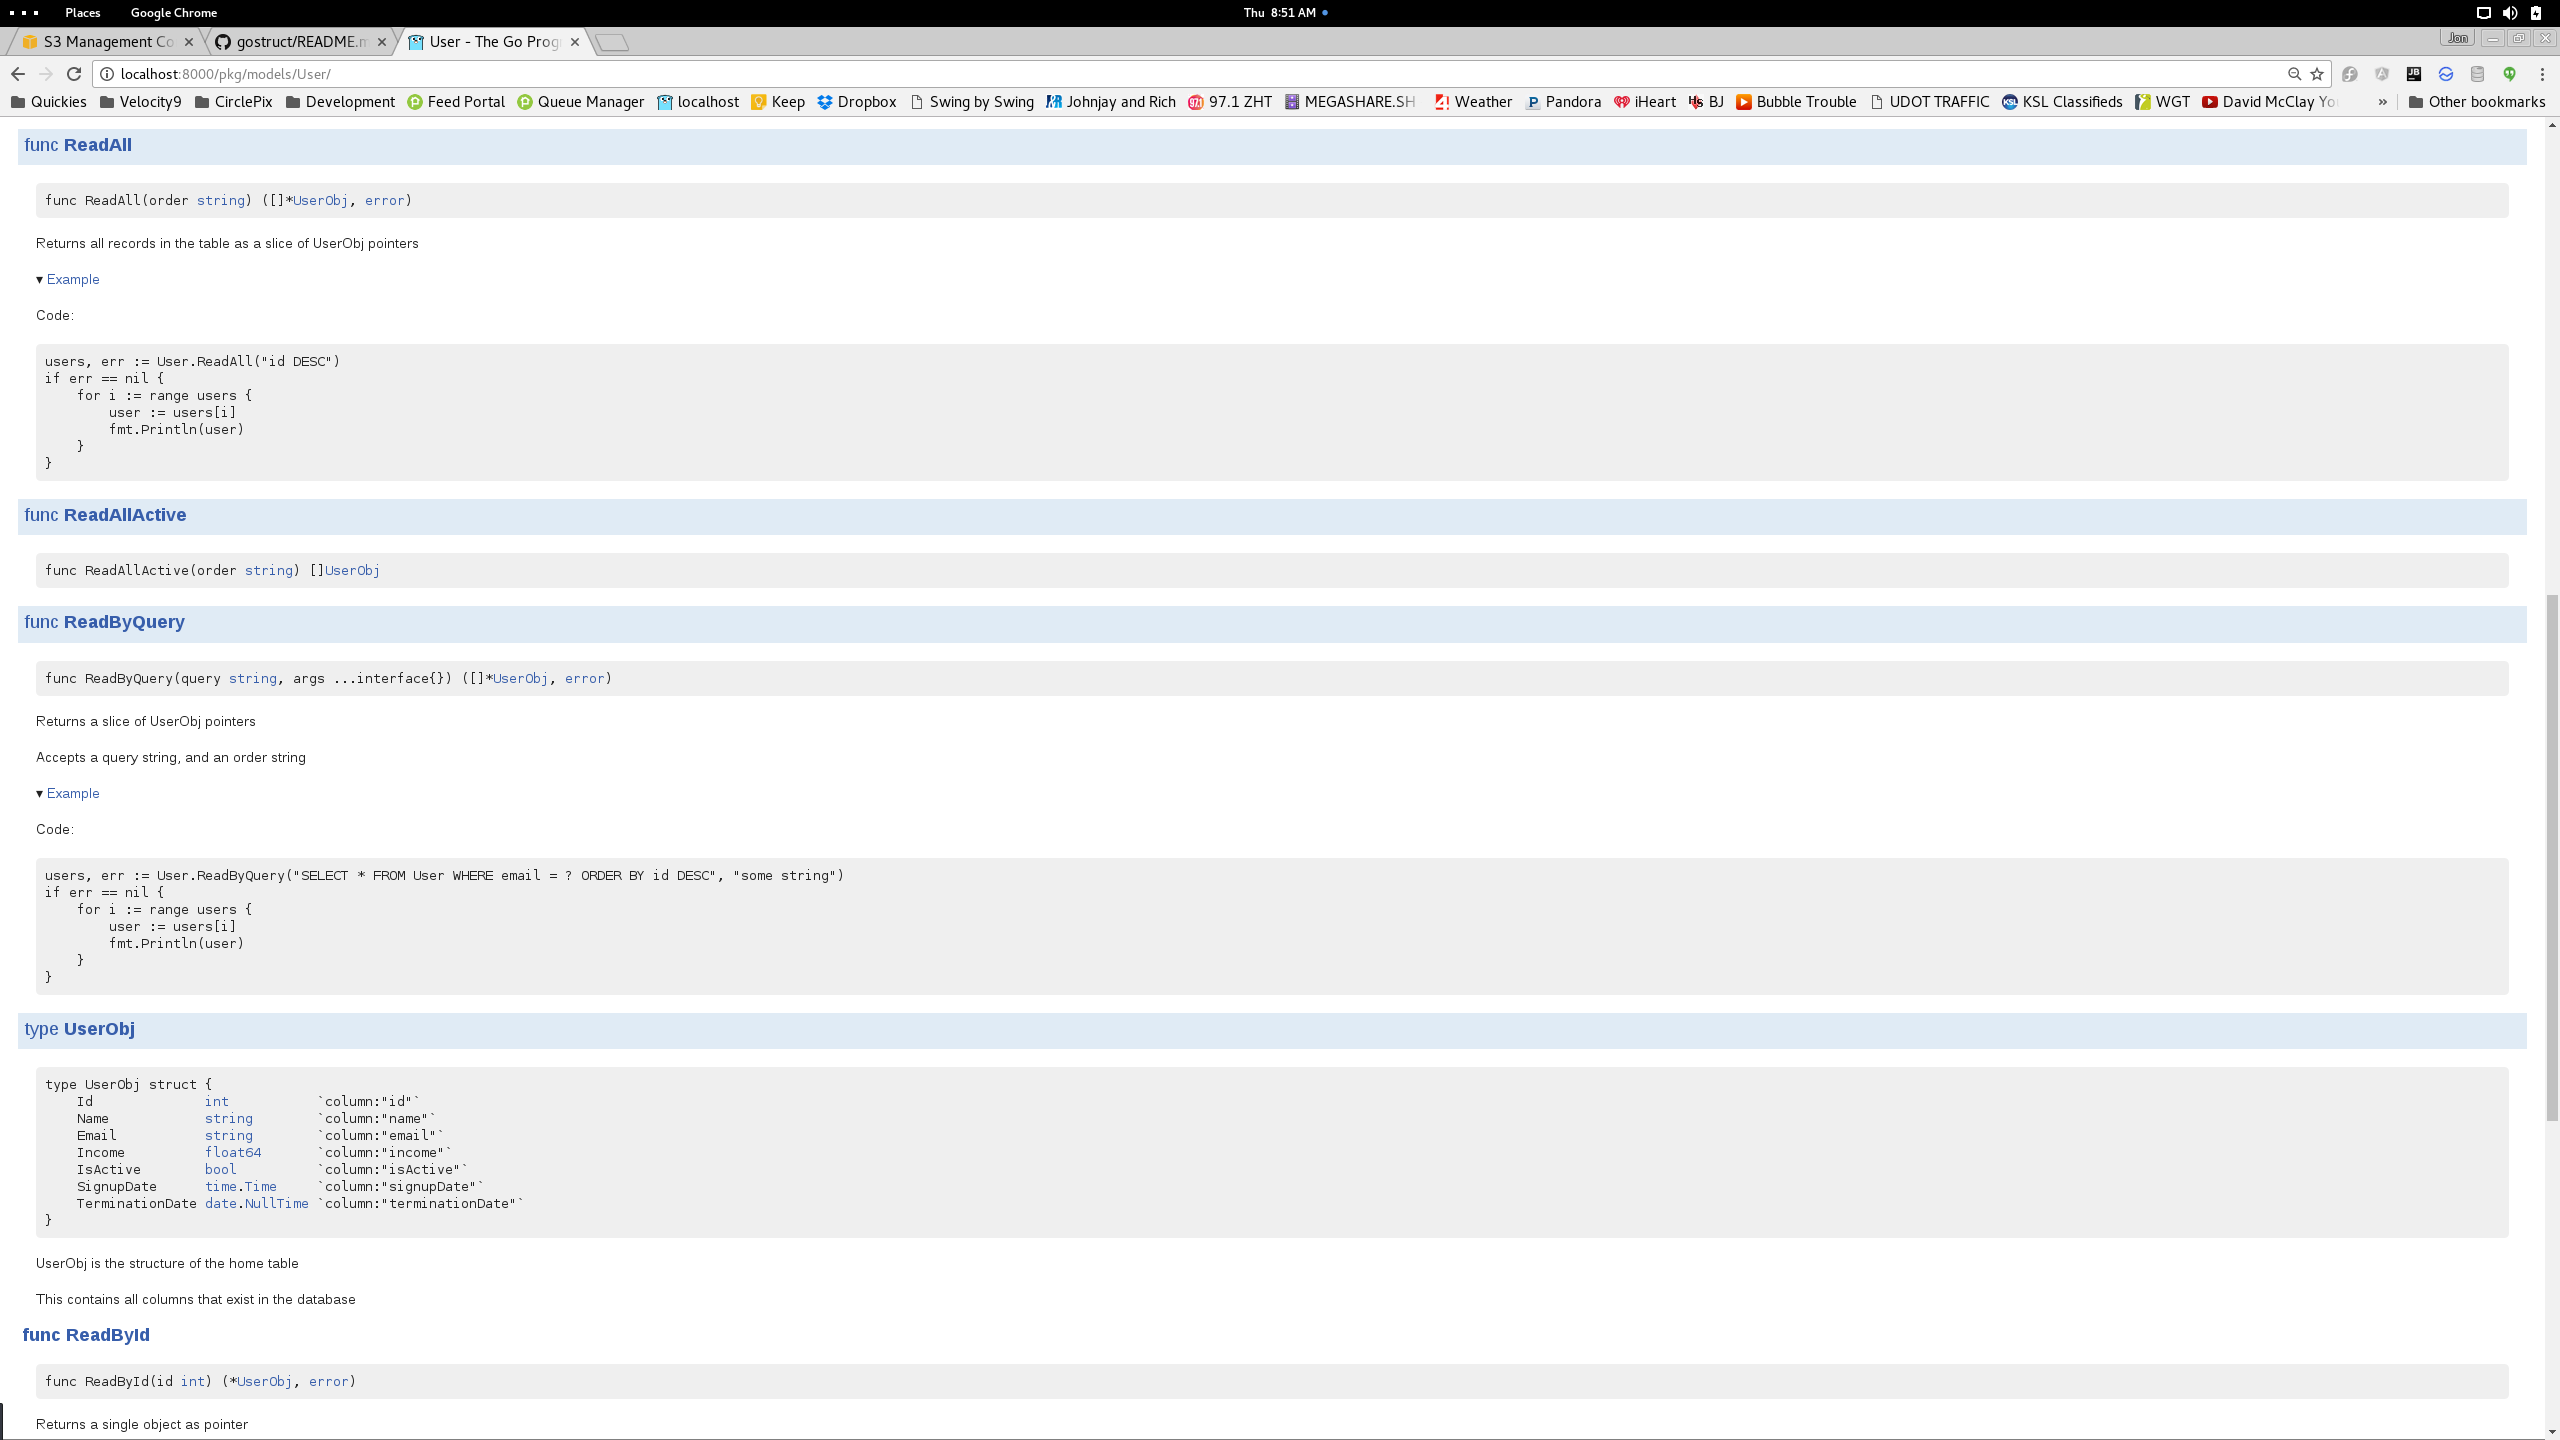 Places Google Chrome Thu 8:51 AM
S3 Management Co gostruct/README.m User - The Go Prog Jon
localhost:8000/pkg/models/User/
Quickies Velocity9 CirclePix Development Feed Portal Queue Manager localhost Keep Dropbox Swing by Swing Johnjay and Rich 97.1 ZHT MEGASHARE.SH Weather Pandora iHeart BJ Bubble Trouble UDOT TRAFFIC KSL Classifieds WGT David McClay You » Other bookmarks
func ReadAll
func ReadAll(order string) ([]*UserObj, error)
Returns all records in the table as a slice of UserObj pointers
▾ Example
Code:
users, err := User.ReadAll("id DESC")
if err == nil {
    for i := range users {
        user := users[i]
        fmt.Println(user)
    }
}
func ReadAllActive
func ReadAllActive(order string) []UserObj
func ReadByQuery
func ReadByQuery(query string, args ...interface{}) ([]*UserObj, error)
Returns a slice of UserObj pointers
Accepts a query string, and an order string
▾ Example
Code:
users, err := User.ReadByQuery("SELECT * FROM User WHERE email = ? ORDER BY id DESC", "some string")
if err == nil {
    for i := range users {
        user := users[i]
        fmt.Println(user)
    }
}
type UserObj
type UserObj struct {
    Id              int           `column:"id"`
    Name            string        `column:"name"`
    Email           string        `column:"email"`
    Income          float64       `column:"income"`
    IsActive        bool          `column:"isActive"`
    SignupDate      time.Time     `column:"signupDate"`
    TerminationDate date.NullTime `column:"terminationDate"`
}
UserObj is the structure of the home table
This contains all columns that exist in the database
func ReadById
func ReadById(id int) (*UserObj, error)
Returns a single object as pointer